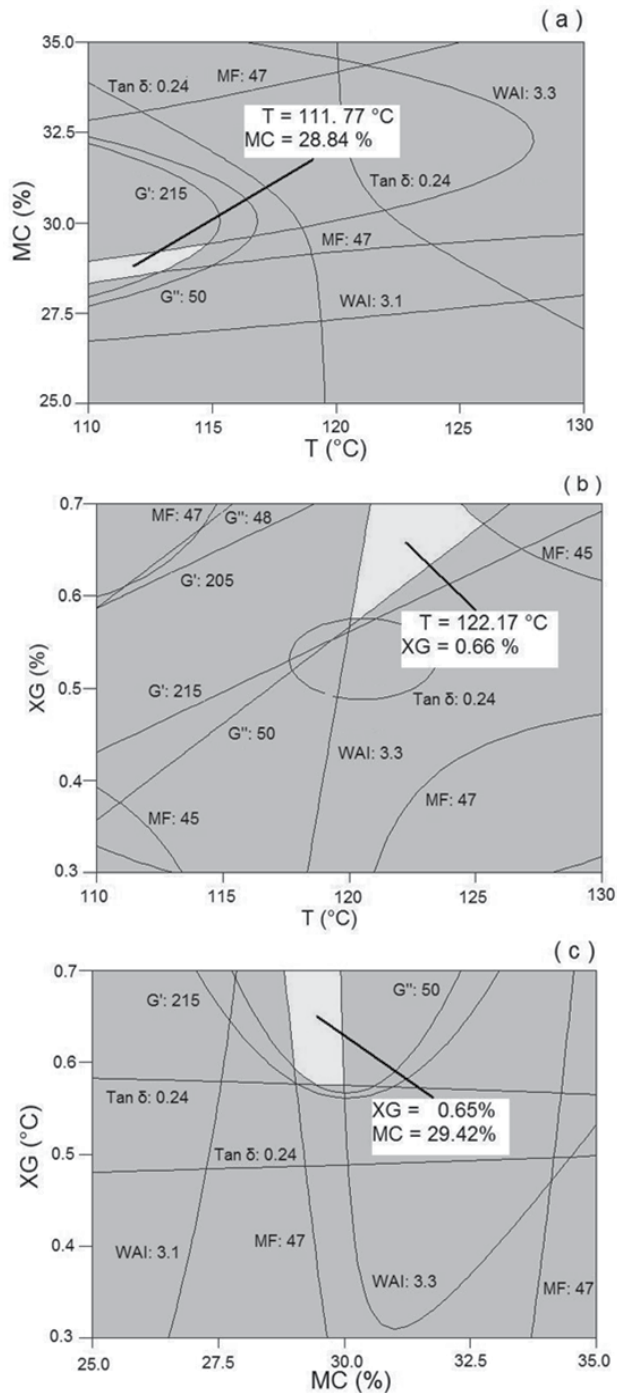 ( a )
35.0
32.5
30.0
27.5
25.0
MC (%)
Tan δ: 0.24
MF: 47
WAI: 3.3
T = 111. 77 °C
MC = 28.84 %
G': 215
Tan δ: 0.24
MF: 47
G": 50
WAI: 3.1
110
115
120
125
130
T (°C)
( b )
0.7
0.6
0.5
0.4
0.3
XG (%)
MF: 47
G": 48
G': 205
MF: 45
T = 122.17 °C
XG = 0.66 %
G': 215
Tan δ: 0.24
G": 50
WAI: 3.3
MF: 45
MF: 47
110
115
120
125
130
T (°C)
( c )
0.7
0.6
0.5
0.4
0.3
XG (°C)
G': 215
G": 50
Tan δ: 0.24
XG = 0.65%
MC = 29.42%
Tan δ: 0.24
WAI: 3.1
MF: 47
WAI: 3.3
MF: 47
25.0
27.5
30.0
32.5
35.0
MC (%)